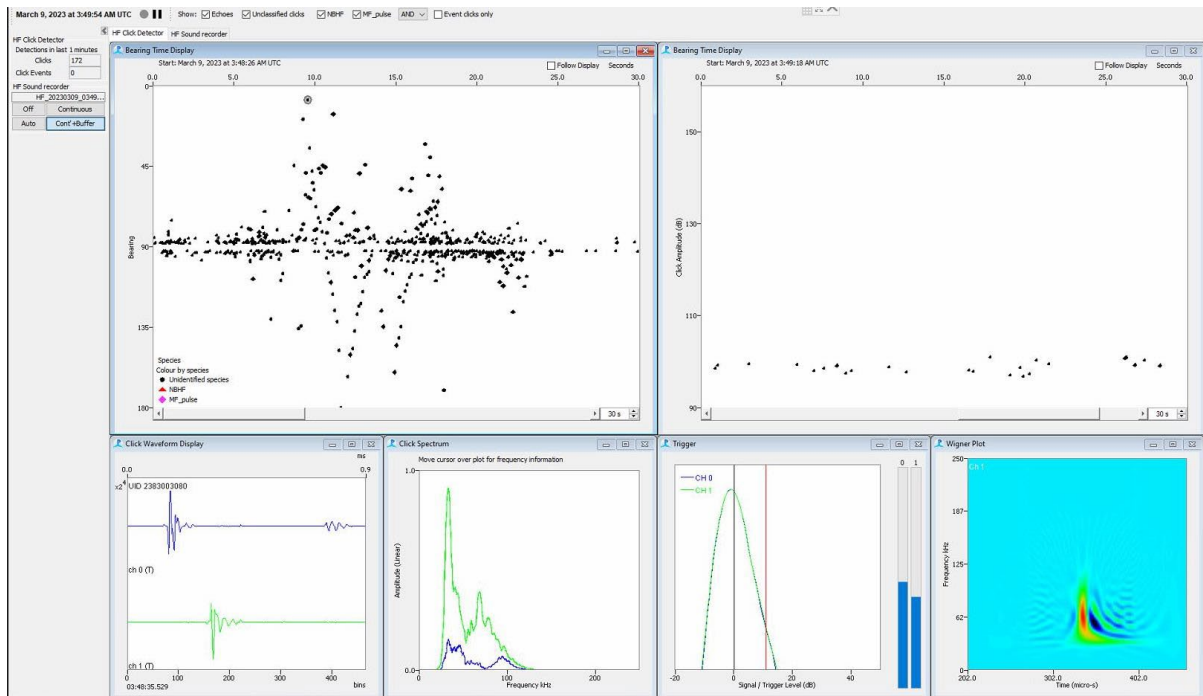 March 9, 2023 at 3:49:54 AM UTC Show: Echoes Unclassified clicks NBHF MF_pulse AND Event clicks only
HF Click Detector
Detections in last 1 minutes
Clicks 172
Click Events 0
HF Sound recorder
HF_20230309_0349...
Off Continuous
Auto Cont'+Buffer
HF Click Detector HF Sound recorder
Bearing Time Display
Start: March 9, 2023 at 3:48:26 AM UTC Follow Display Seconds
0.0 5.0 10.0 15.0 20.0 25.0 30.0
0
45
90
135
180
Bearing
Species
Colour by species
Unidentified species
NBHF
MF_pulse
30 s
Bearing Time Display
Start: March 9, 2023 at 3:49:18 AM UTC Follow Display Seconds
0.0 5.0 10.0 15.0 20.0 25.0 30.0
150
130
110
90
Click Amplitude (dB)
30 s
Click Waveform Display
ms
0.0 0.9
x2^4 UID 2383003080
ch 0 (T)
ch 1 (T)
0 100 200 300 400
03:48:35.529 bins
Click Spectrum
Move cursor over plot for frequency information
1.0
Amplitude (Linear)
0.0
0 100 200
Frequency kHz
Trigger
0 1
CH 0
CH 1
-20 0 20 40
Signal / Trigger Level (dB)
Wigner Plot
Ch 1
250
187
125
62
0
Frequency kHz
202.0 302.0 402.0
Time (micro-s)